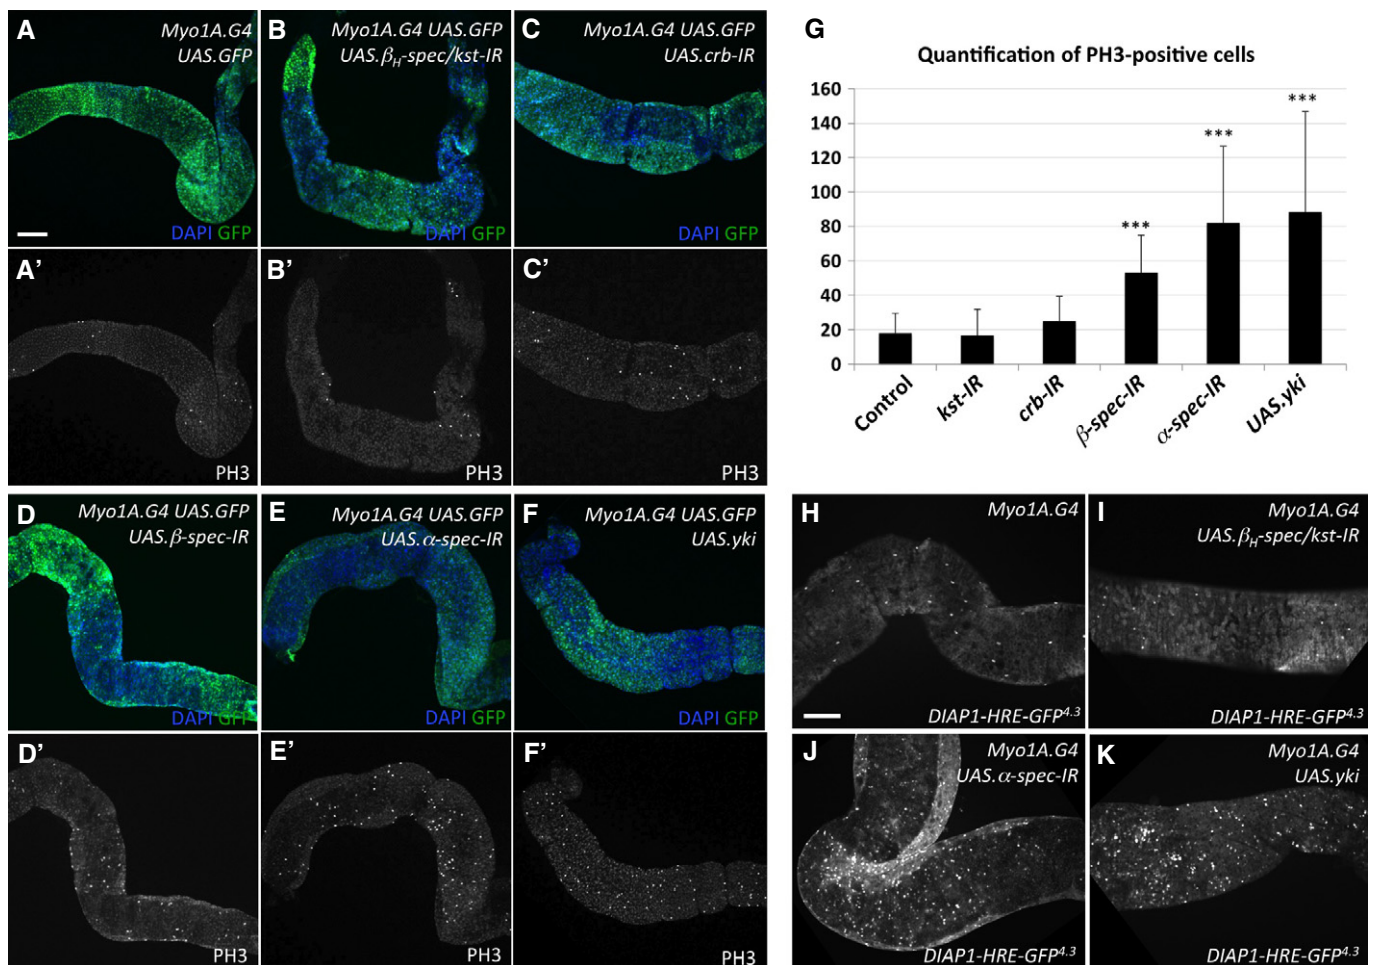 A
Myo1A.G4
UAS.GFP
DAPI GFP
B
Myo1A.G4 UAS.GFP
UAS.βH-spec/kst-IR
DAPI GFP
C
Myo1A.G4 UAS.GFP
UAS.crb-IR
DAPI GFP
A’
PH3
B’
PH3
C’
PH3
D
Myo1A.G4 UAS.GFP
UAS.β-spec-IR
DAPI GFP
E
Myo1A.G4 UAS.GFP
UAS.α-spec-IR
DAPI GFP
F
Myo1A.G4 UAS.GFP
UAS.yki
DAPI GFP
D’
PH3
E’
PH3
F’
PH3
G
Quantification of PH3-positive cells
160
140
120
100
80
60
40
20
0
***
***
***
Control
kst-IR
crb-IR
β-spec-IR
α-spec-IR
UAS.yki
H
Myo1A.G4
DIAP1-HRE-GFP4.3
I
Myo1A.G4
UAS.βH-spec/kst-IR
DIAP1-HRE-GFP4.3
J
Myo1A.G4
UAS.α-spec-IR
DIAP1-HRE-GFP4.3
K
Myo1A.G4
UAS.yki
DIAP1-HRE-GFP4.3